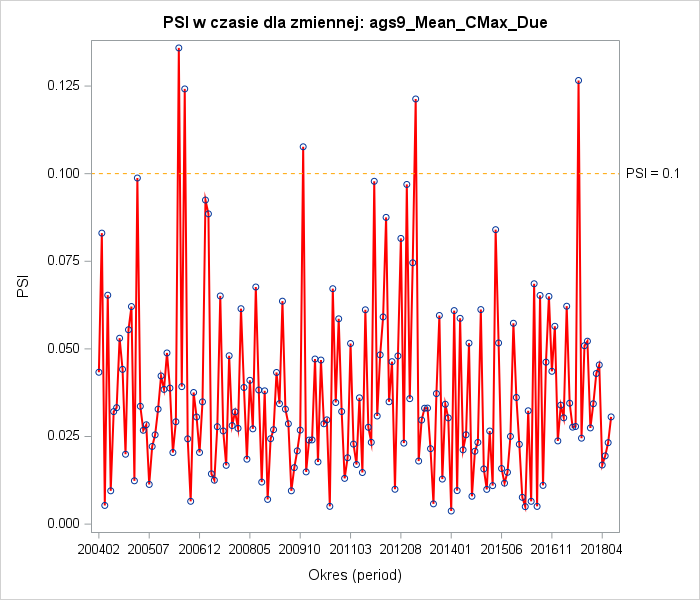 PSI w czasie dla zmiennej: ags9_Mean_CMax_Due
0.125
0.100
PSI = 0.1
0.075
PSI
0.050
0.025
0.000
200402 200507 200612 200805 200910 201103 201208 201401 201506 201611 201804
Okres (period)